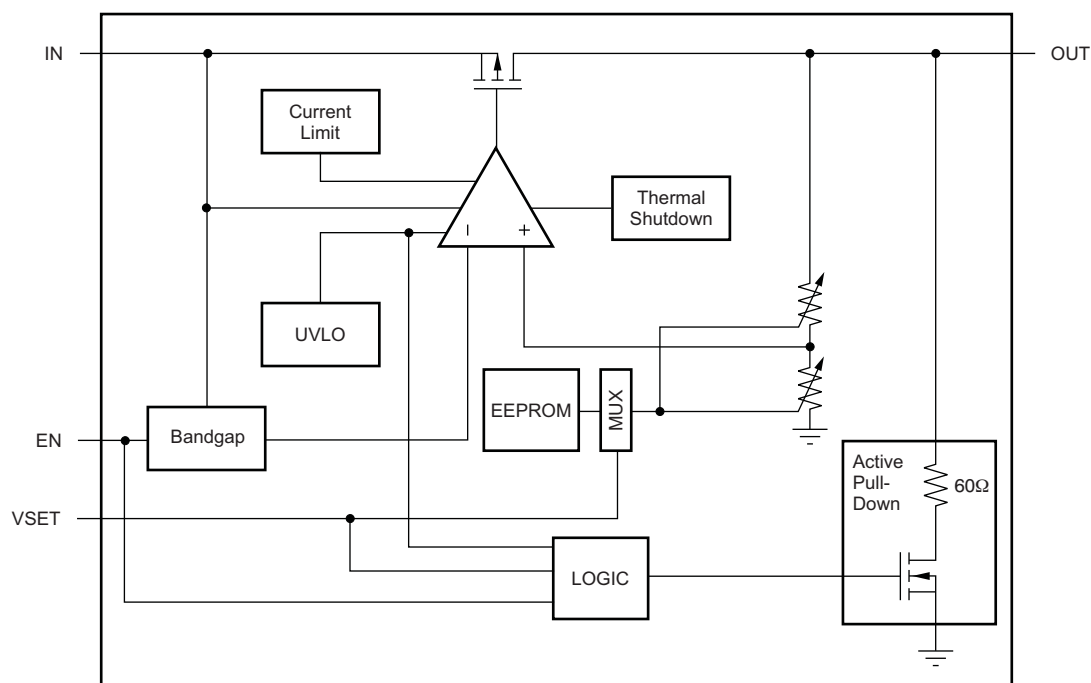 IN
OUT
Current
Limit
Thermal
Shutdown
− +
UVLO
EEPROM
MUX
EN
Bandgap
Active
Pull-
Down
60Ω
VSET
LOGIC